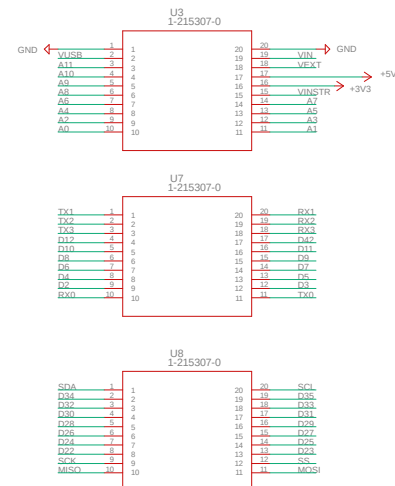 U3
1-215307-0
GND 1 1 20 20 GND
VUSB 2 2 19 19 VIN
A11 3 3 18 18 VEXT
A10 4 4 17 17 +5V
A9 5 5 16 16 +3V3
A8 6 6 15 15 VINSTR
A6 7 7 14 14 A7
A4 8 8 13 13 A5
A2 9 9 12 12 A3
A0 10 10 11 11 A1
U7
1-215307-0
TX1 1 1 20 20 RX1
TX2 2 2 19 19 RX2
TX3 3 3 18 18 RX3
D12 4 4 17 17 D42
D10 5 5 16 16 D11
D8 6 6 15 15 D9
D6 7 7 14 14 D7
D4 8 8 13 13 D5
D2 9 9 12 12 D3
RX0 10 10 11 11 TX0
U8
1-215307-0
SDA 1 1 20 20 SCL
D34 2 2 19 19 D35
D32 3 3 18 18 D33
D30 4 4 17 17 D31
D28 5 5 16 16 D29
D26 6 6 15 15 D27
D24 7 7 14 14 D25
D22 8 8 13 13 D23
SCK 9 9 12 12 SS
MISO 10 10 11 11 MOSI